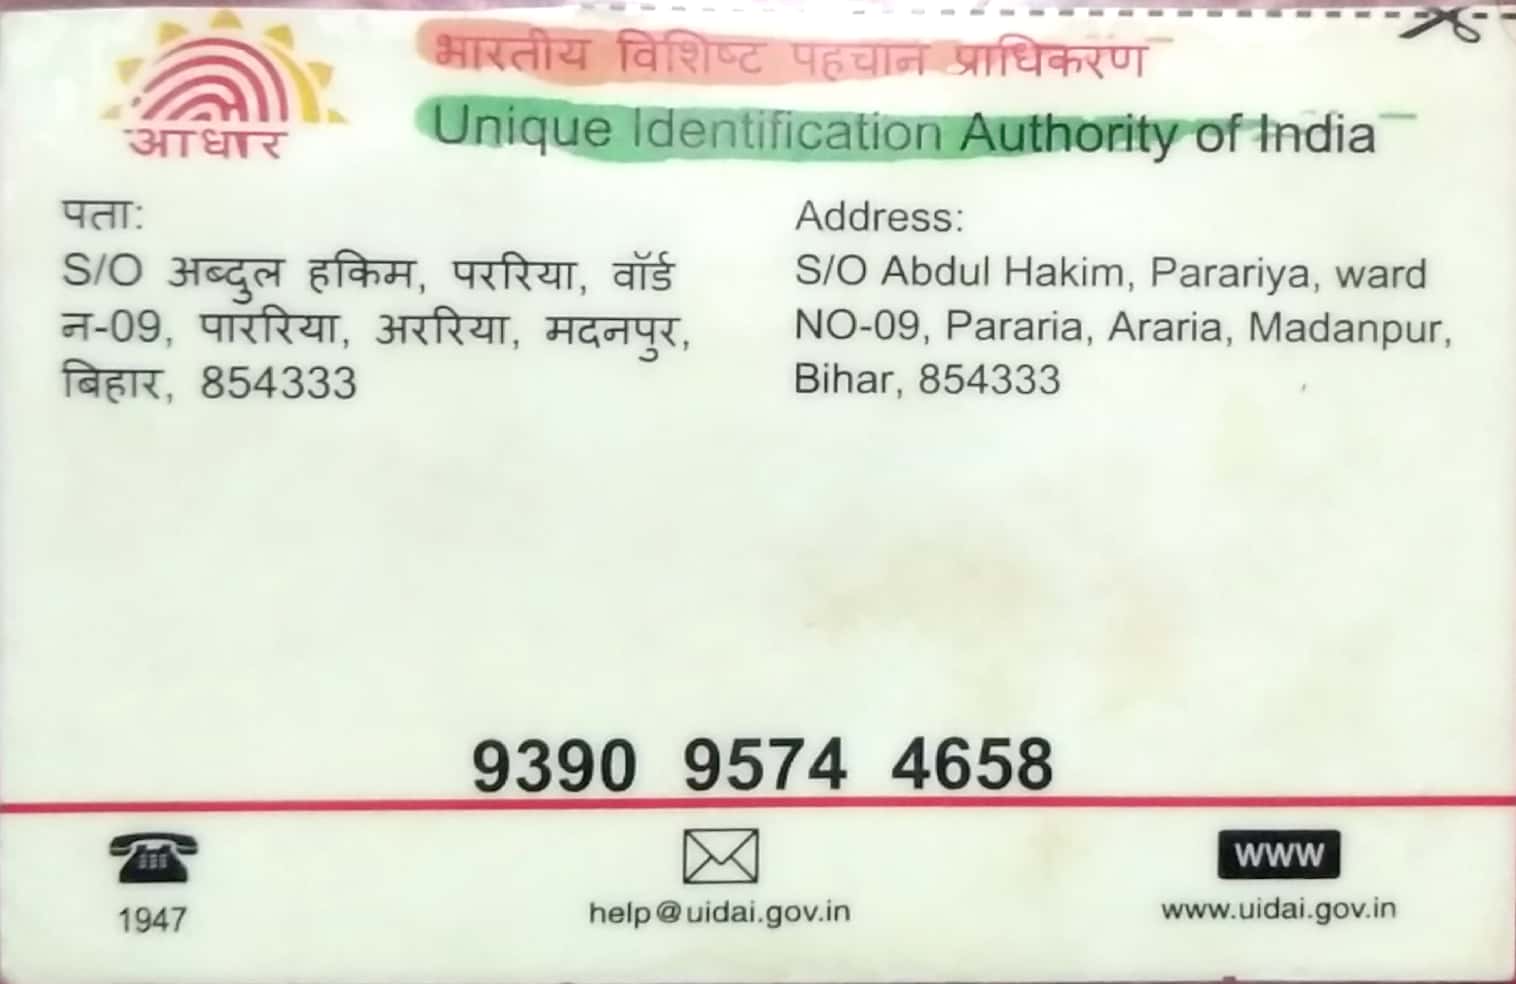 आधार
भारतीय विशिष्ट पहचान प्राधिकरण
Unique Identification Authority of India
पता:
S/O अब्दुल हकिम, पररिया, वॉर्ड
न-09, पाररिया, अररिया, मदनपुर,
बिहार, 854333
Address:
S/O Abdul Hakim, Parariya, ward
NO-09, Pararia, Araria, Madanpur,
Bihar, 854333
9390 9574 4658
1947
help@uidai.gov.in
www
www.uidai.gov.in